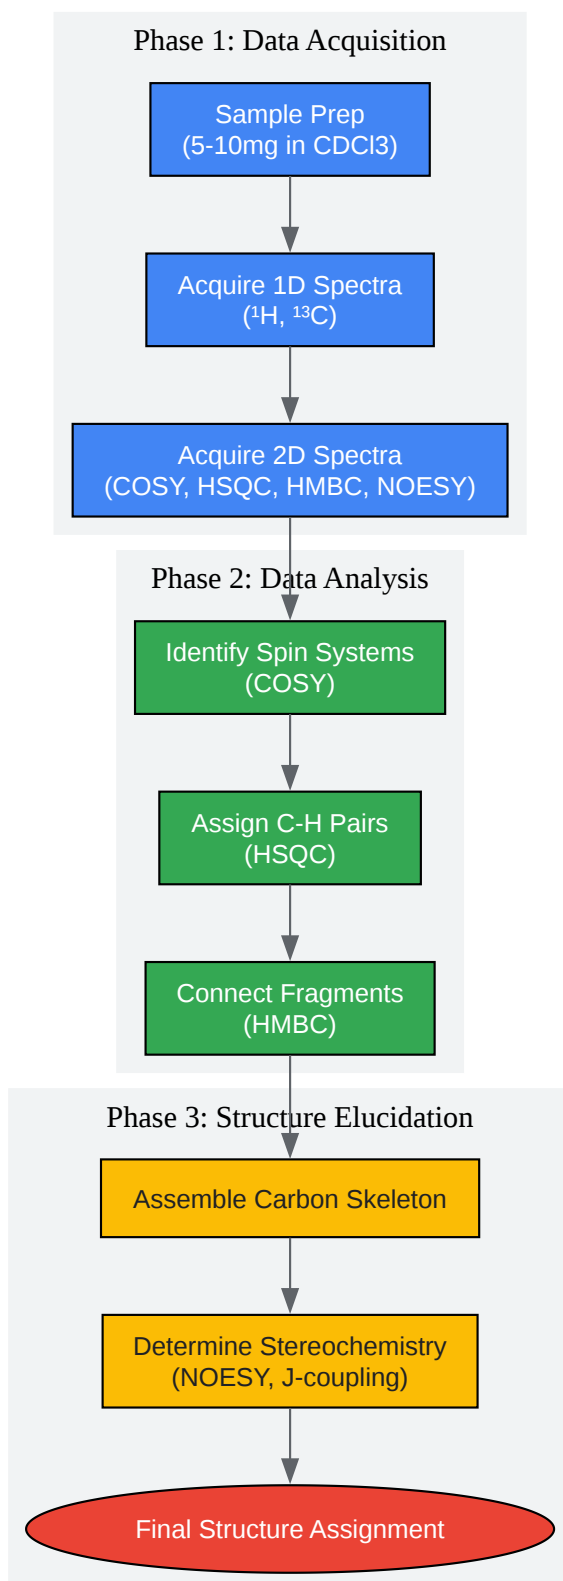 Phase 1: Data Acquisition
Sample Prep
(5-10mg in CDCl3)
Acquire 1D Spectra
(¹H, ¹³C)
Acquire 2D Spectra
(COSY, HSQC, HMBC, NOESY)
Phase 2: Data Analysis
Identify Spin Systems
(COSY)
Assign C-H Pairs
(HSQC)
Connect Fragments
(HMBC)
Phase 3: Structure Elucidation
Assemble Carbon Skeleton
Determine Stereochemistry
(NOESY, J-coupling)
Final Structure Assignment